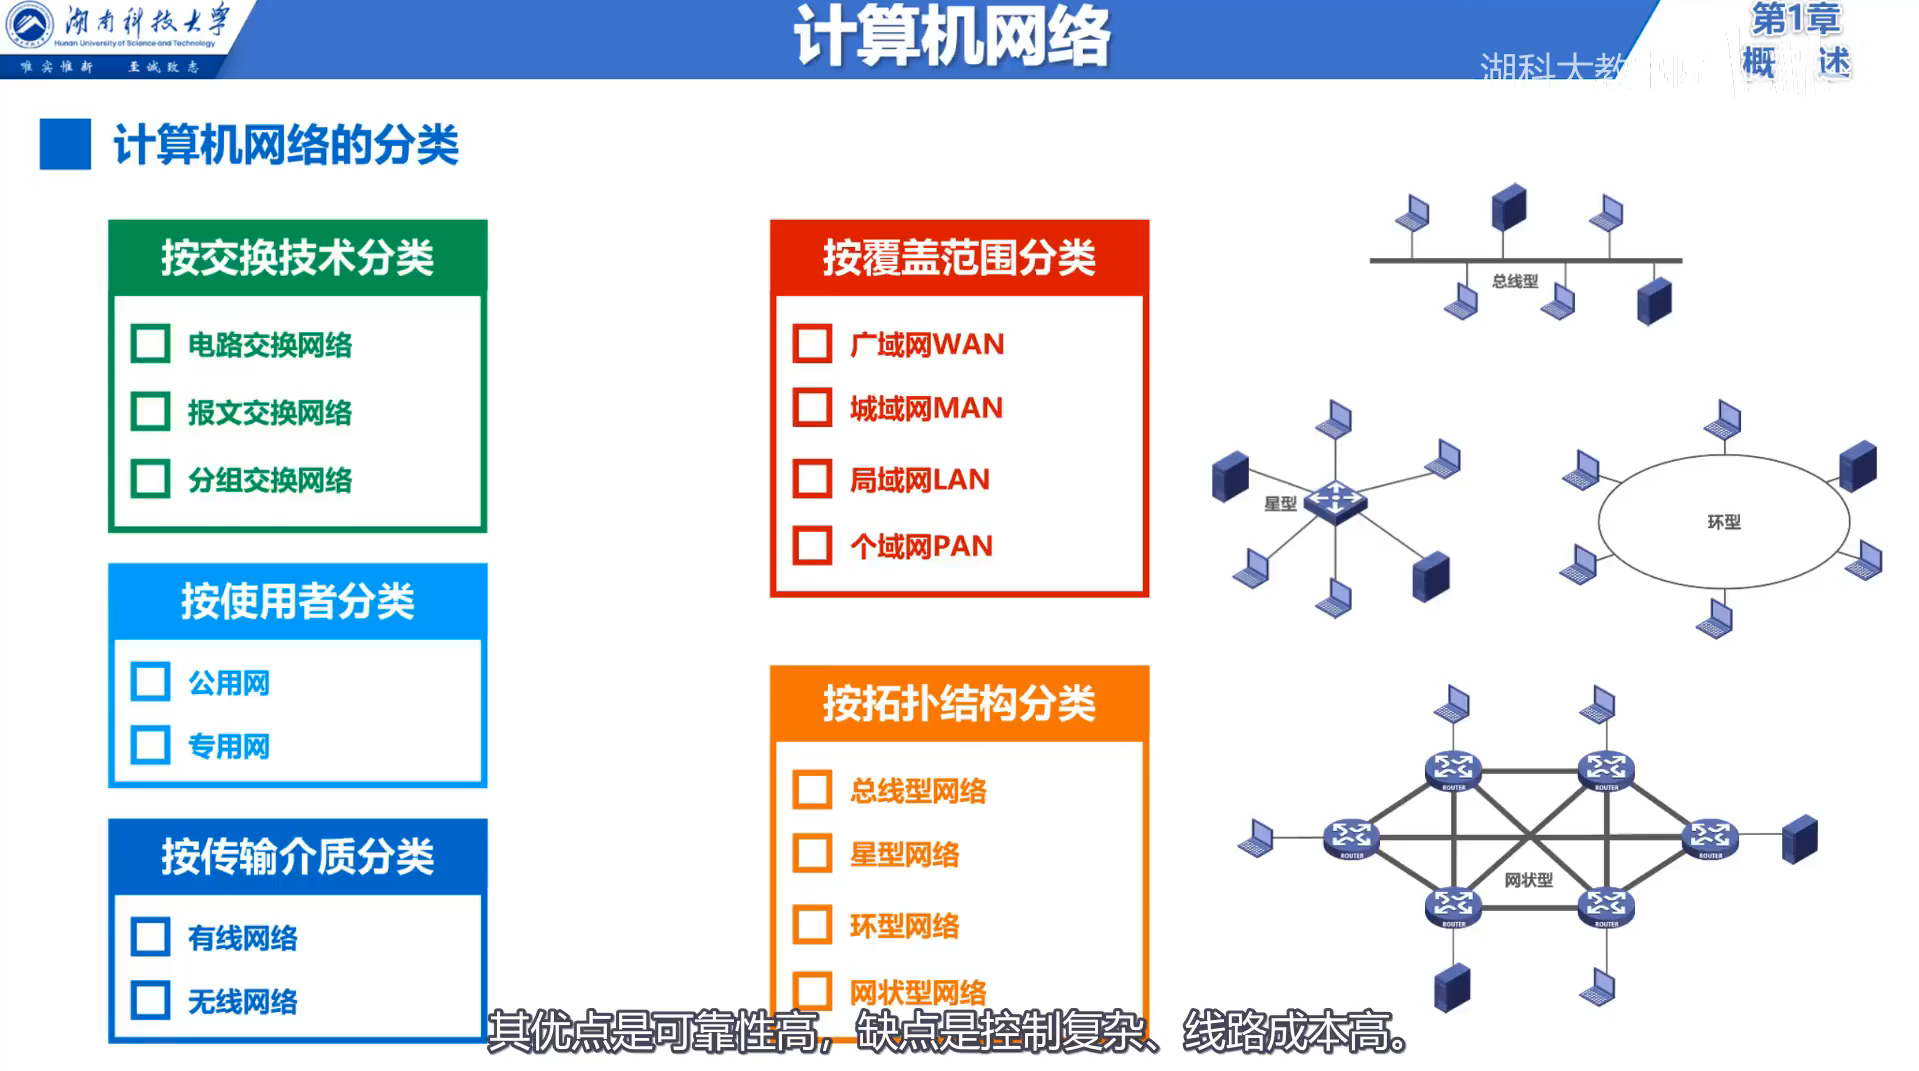 湖南科技大学
Hunan University of Science and Technology
唯实惟新 至诚致志
计算机网络
第1章
概 述
湖科大教
计算机网络的分类
按交换技术分类
电路交换网络
报文交换网络
分组交换网络
按使用者分类
公用网
专用网
按传输介质分类
有线网络
无线网络
按覆盖范围分类
广域网WAN
城域网MAN
局域网LAN
个域网PAN
按拓扑结构分类
总线型网络
星型网络
环型网络
网状型网络
总线型
星型
环型
ROUTER
ROUTER
ROUTER
ROUTER
网状型
ROUTER
ROUTER
其优点是可靠性高，缺点是控制复杂、线路成本高。